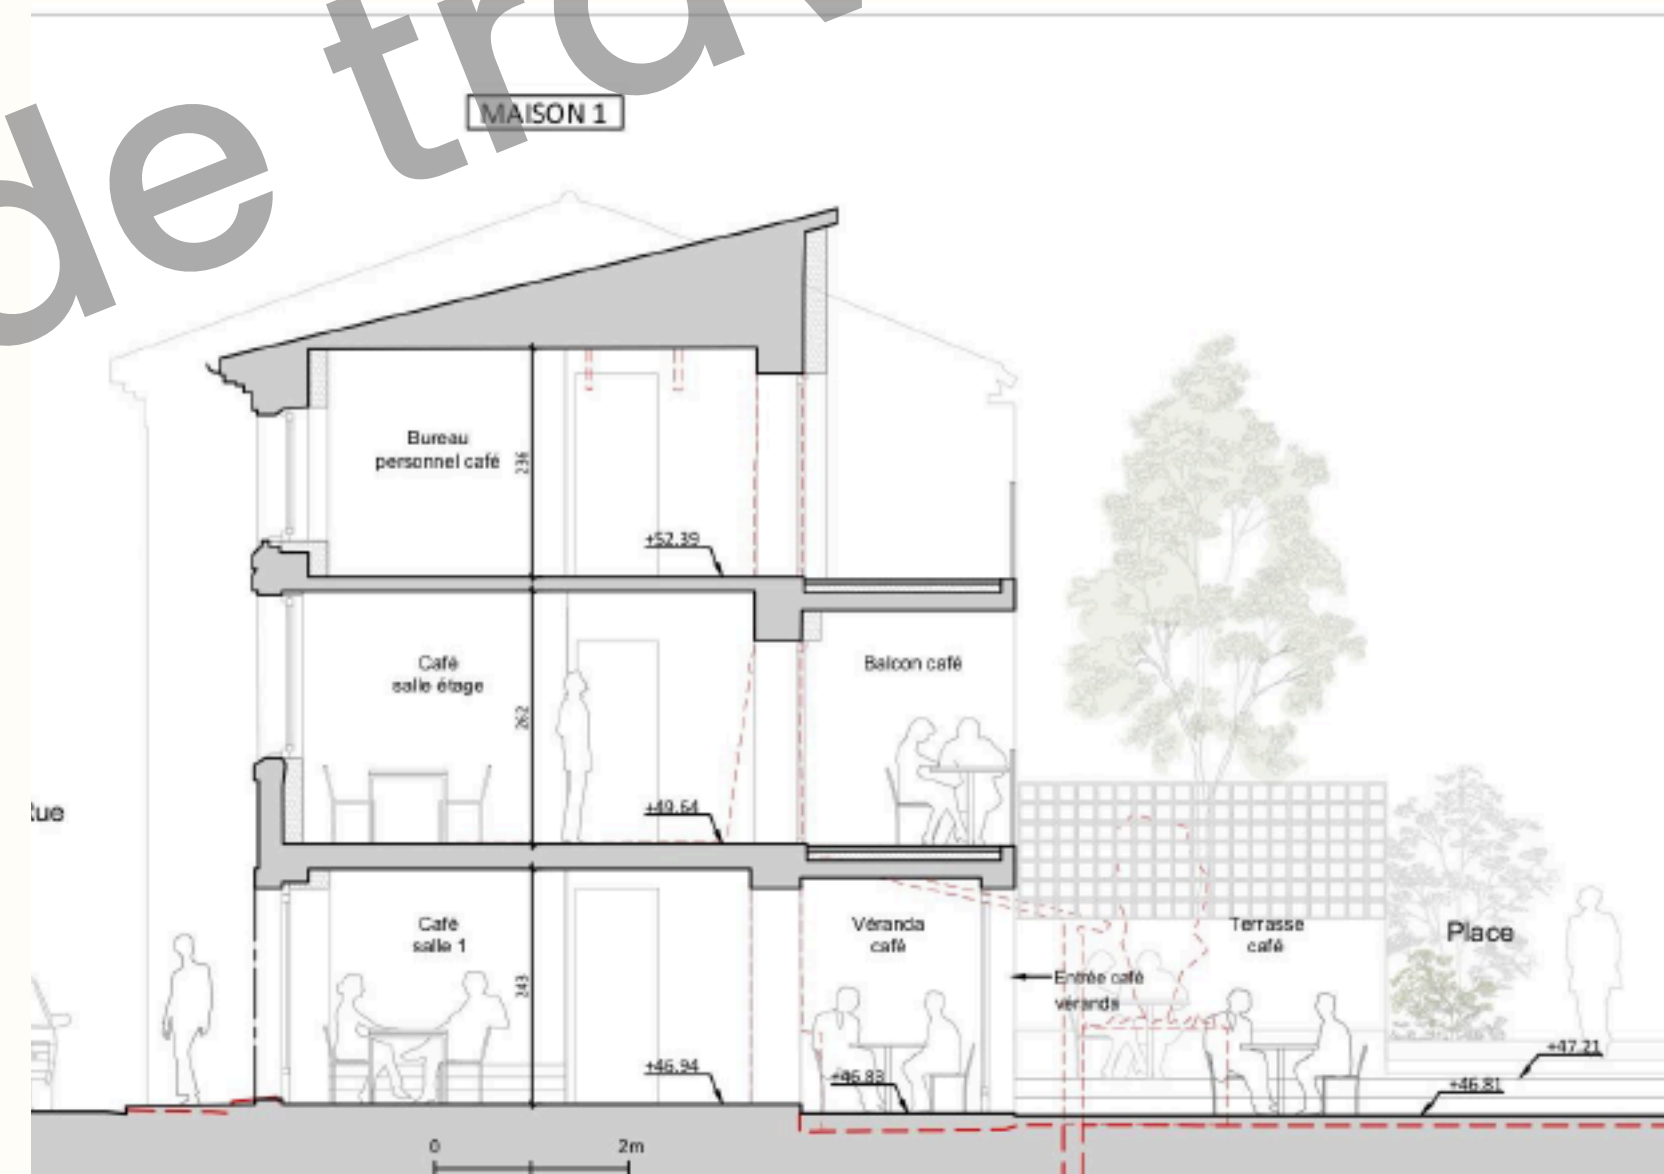 de trav
MAISON 1
Bureau
personnel café
236
+52.39
Café
salle étage
262
+49.64
Balcon café
Rue
Café
salle 1
243
+46.94
Véranda
café
+46.83
Entrée café
véranda
Terrasse
café
Place
+47.21
+46.81
0 2m